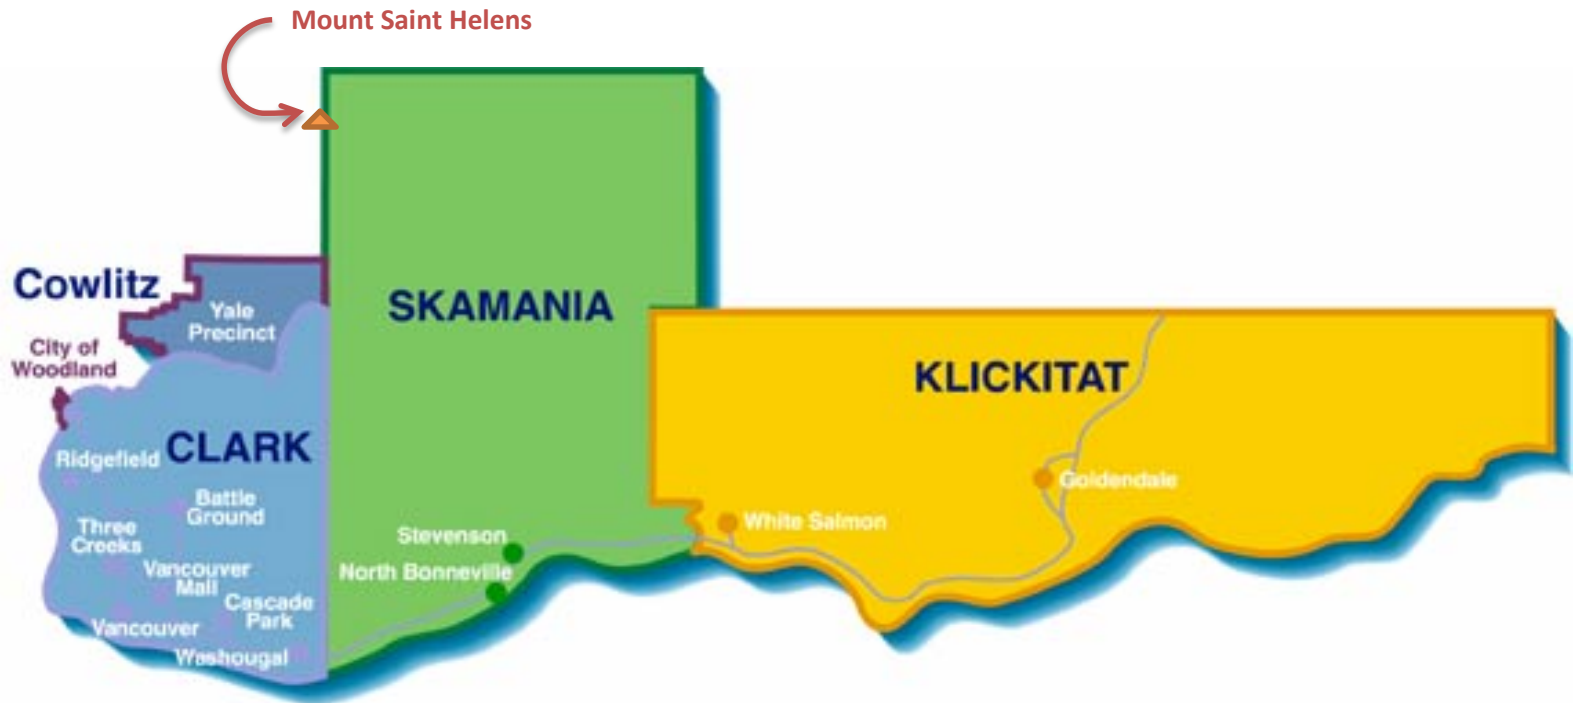 Mount Saint Helens
Cowlitz
Yale
Precinct
City of
Woodland
SKAMANIA
KLICKITAT
CLARK
Ridgefield
Battle
Ground
Three
Creeks
Vancouver
Mall
Cascade
Park
Vancouver
Washougal
Stevenson
North Bonneville
White Salmon
Goldendale